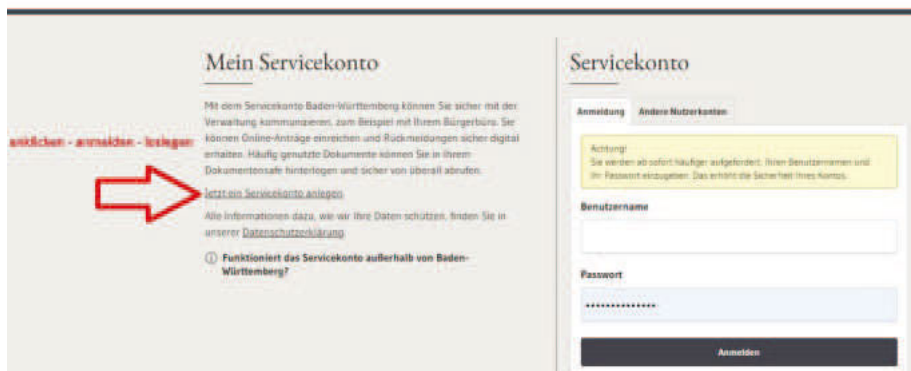 Mein Servicekonto
Mit dem Servicekonto Baden-Württemberg können Sie sicher mit der
Verwaltung kommunizieren, zum Beispiel mit Ihrem Bürgerbüro. Sie
können Online-Anträge einreichen und Rückmeldungen sicher digital
erhalten. Häufig genutzte Dokumente können Sie in Ihrem
Dokumentensafe hinterlegen und sicher von überall abrufen.
anklicken - anmelden - loslegen
Jetzt ein Servicekonto anlegen
Alle Informationen dazu, wie wir Ihre Daten schützen, finden Sie in
unserer Datenschutzerklärung.
Funktioniert das Servicekonto außerhalb von Baden-
Württemberg?
Servicekonto
Anmeldung Andere Nutzerkonten
Achtung!
Sie werden ab sofort häufiger aufgefordert, Ihren Benutzernamen und
Ihr Passwort einzugeben. Das erhöht die Sicherheit Ihres Kontos.
Benutzername
Passwort
Anmelden